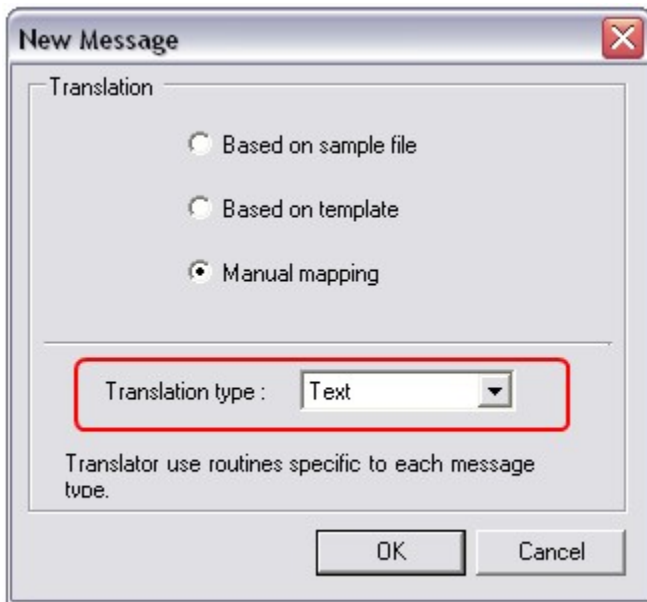 New Message
Translation
Based on sample file
Based on template
Manual mapping
Translation type :
Text
Translator use routines specific to each message
type.
OK
Cancel